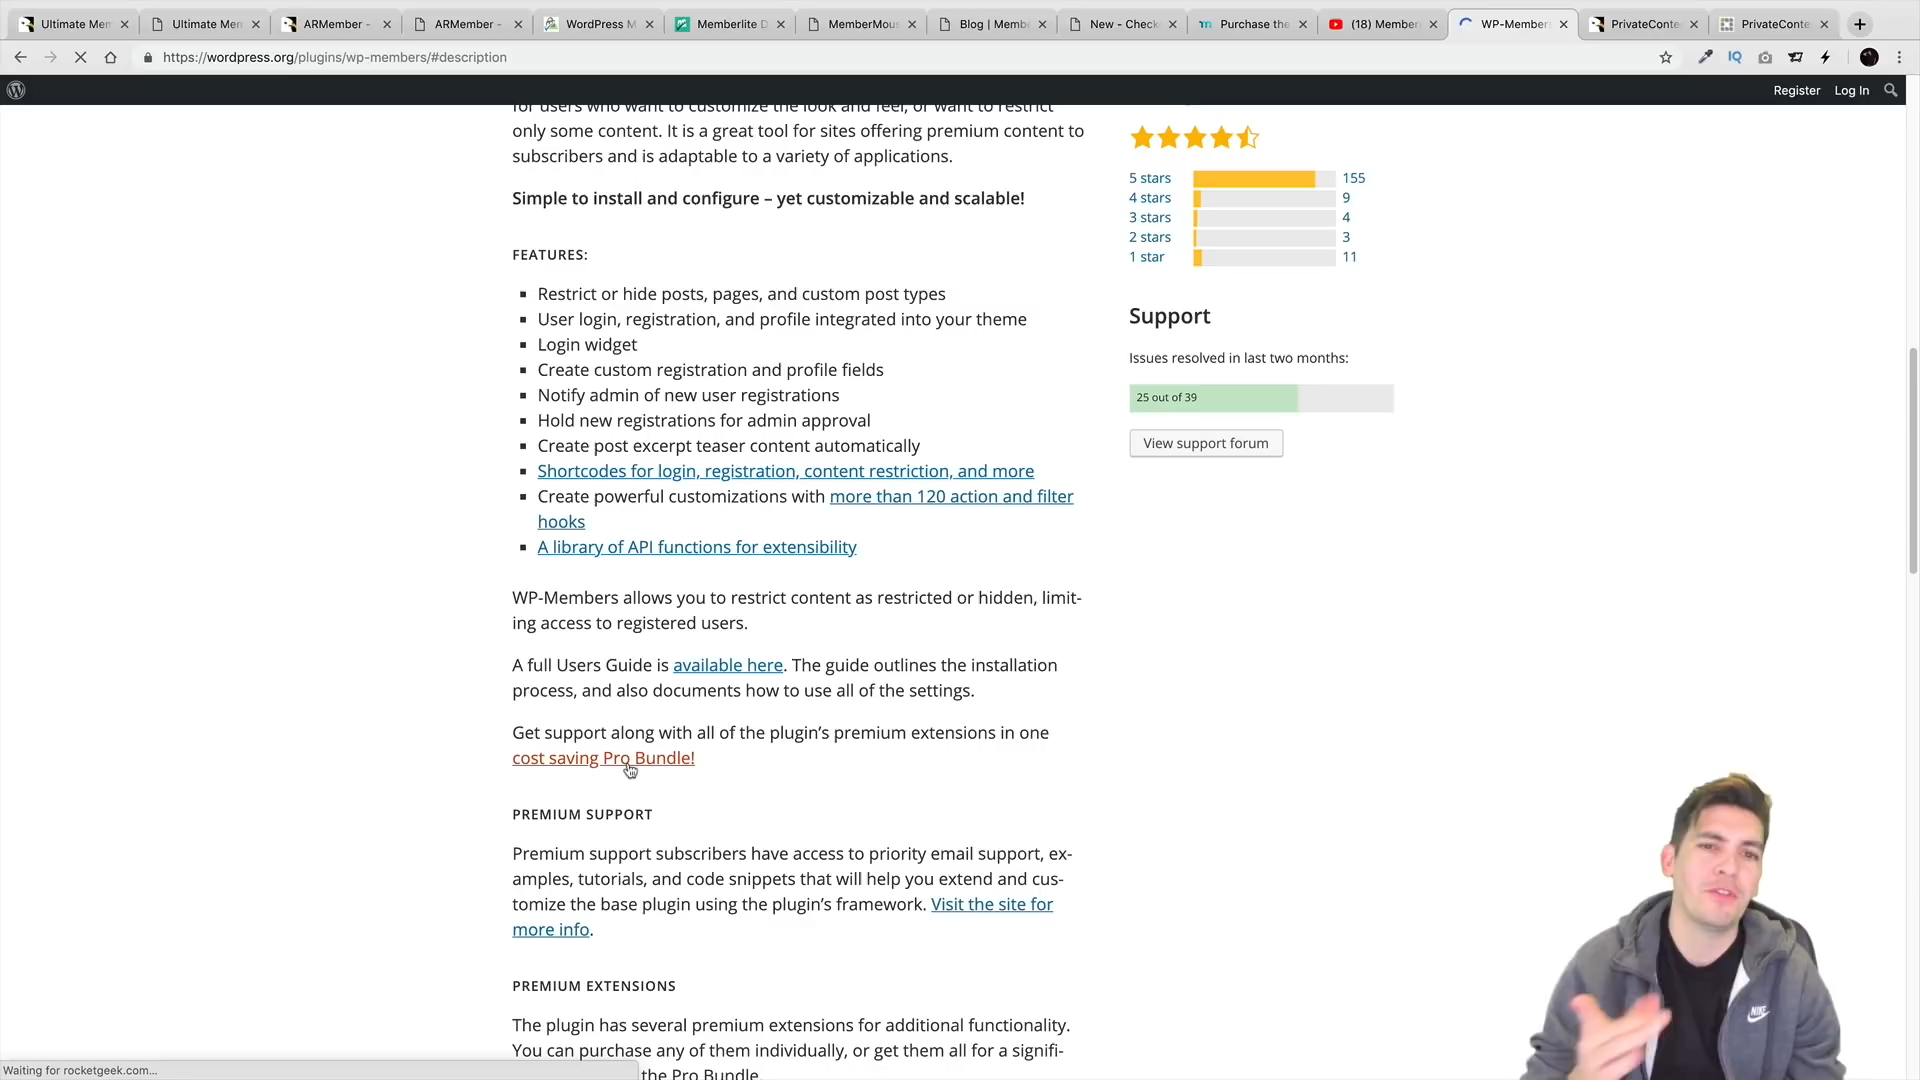 Ultimate Mem
Ultimate Mem
ARMember -
ARMember -
WordPress M
Memberlite D
MemberMous
Blog | Membe
New - Checko
Purchase the
(18) Member
WP-Members
PrivateConte
PrivateConte
https://wordpress.org/plugins/wp-members/#description
IQ
Register Log In
for users who want to customize the look and feel, or want to restrict
only some content. It is a great tool for sites offering premium content to
subscribers and is adaptable to a variety of applications.
Simple to install and configure – yet customizable and scalable!
FEATURES:
Restrict or hide posts, pages, and custom post types
User login, registration, and profile integrated into your theme
Login widget
Create custom registration and profile fields
Notify admin of new user registrations
Hold new registrations for admin approval
Create post excerpt teaser content automatically
Shortcodes for login, registration, content restriction, and more
Create powerful customizations with more than 120 action and filter
hooks
A library of API functions for extensibility
WP-Members allows you to restrict content as restricted or hidden, limit-
ing access to registered users.
A full Users Guide is available here. The guide outlines the installation
process, and also documents how to use all of the settings.
Get support along with all of the plugin’s premium extensions in one
cost saving Pro Bundle!
PREMIUM SUPPORT
Premium support subscribers have access to priority email support, ex-
amples, tutorials, and code snippets that will help you extend and cus-
tomize the base plugin using the plugin’s framework. Visit the site for
more info.
PREMIUM EXTENSIONS
The plugin has several premium extensions for additional functionality.
You can purchase any of them individually, or get them all for a signifi-
the Pro Bundle.
5 stars 155
4 stars 9
3 stars 4
2 stars 3
1 star 11
Support
Issues resolved in last two months:
25 out of 39
View support forum
NIKE
Waiting for rocketgeek.com...